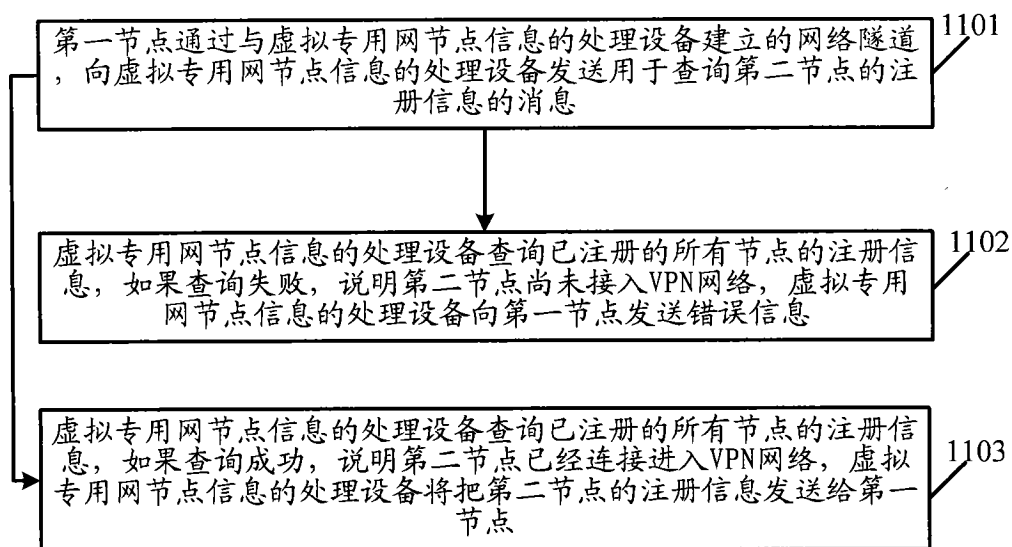 第一节点通过与虚拟专用网节点信息的处理设备建立的网络隧道
，向虚拟专用网节点信息的处理设备发送用于查询第二节点的注
册信息的消息
1101
虚拟专用网节点信息的处理设备查询已注册的所有节点的注册信
息，如果查询失败，说明第二节点尚未接入VPN网络，虚拟专用
网节点信息的处理设备向第一节点发送错误信息
1102
虚拟专用网节点信息的处理设备查询已注册的所有节点的注册信
息，如果查询成功，说明第二节点已经连接进入VPN网络，虚拟
专用网节点信息的处理设备将把第二节点的注册信息发送给第一
节点
1103